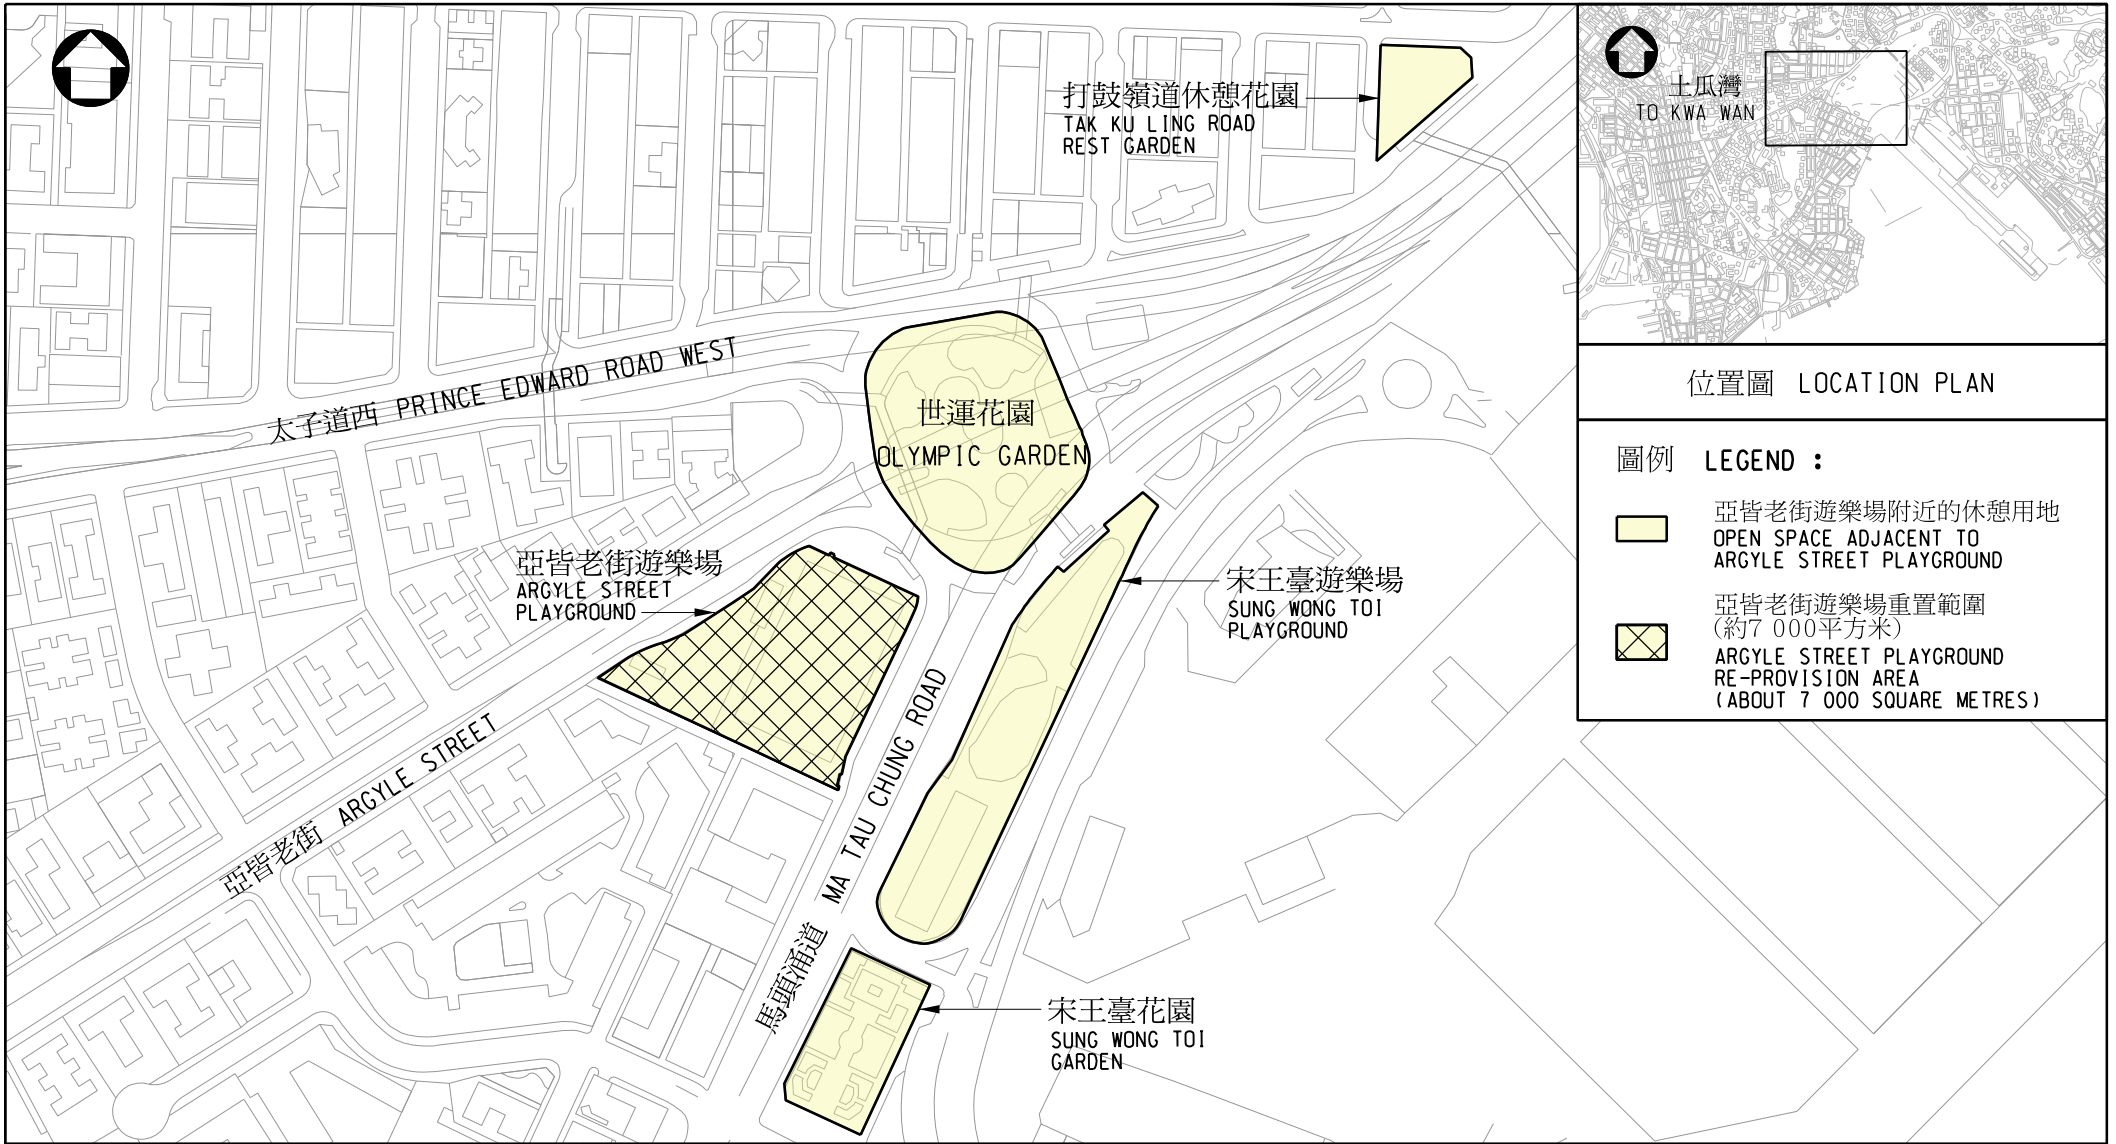 打鼓嶺道休憩花園
TAK KU LING ROAD
REST GARDEN
土瓜灣
TO KWA WAN
位置圖 LOCATION PLAN
圖例 LEGEND :
亞皆老街遊樂場附近的休憩用地
OPEN SPACE ADJACENT TO
ARGYLE STREET PLAYGROUND
亞皆老街遊樂場重置範圍
(約7 000平方米)
ARGYLE STREET PLAYGROUND
RE-PROVISION AREA
(ABOUT 7 000 SQUARE METRES)
太子道西 PRINCE EDWARD ROAD WEST
世運花園
OLYMPIC GARDEN
亞皆老街遊樂場
ARGYLE STREET
PLAYGROUND
宋王臺遊樂場
SUNG WONG TOI
PLAYGROUND
亞皆老街 ARGYLE STREET
馬頭涌道 MA TAU CHUNG ROAD
宋王臺花園
SUNG WONG TOI
GARDEN